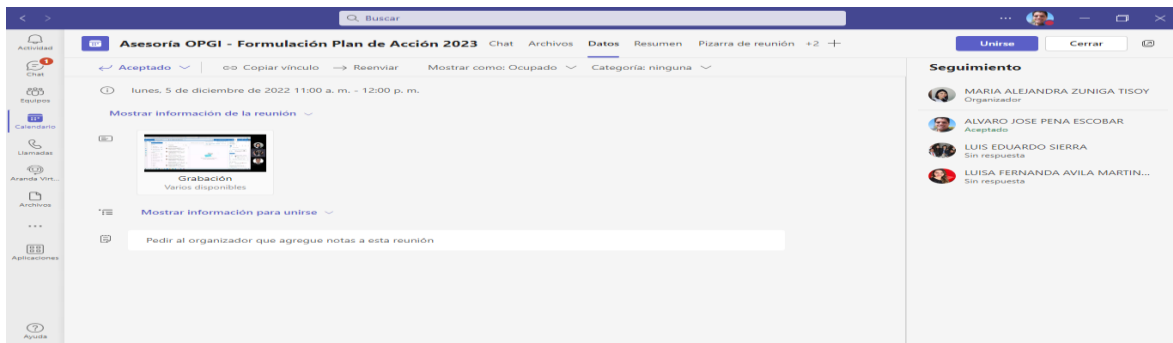 Buscar
Asesoría OPGI - Formulación Plan de Acción 2023 Chat Archivos Datos Resumen Pizarra de reunión +2
Unirse Cerrar
Aceptado Copiar vínculo Reenviar Mostrar como: Ocupado Categoría: ninguna
lunes, 5 de diciembre de 2022 11:00 a. m. - 12:00 p. m.
Mostrar información de la reunión
Grabación
Varios disponibles
Mostrar información para unirse
Pedir al organizador que agregue notas a esta reunión
Seguimiento
MARIA ALEJANDRA ZUNIGA TISOY
Organizador
ALVARO JOSE PENA ESCOBAR
Aceptado
LUIS EDUARDO SIERRA
Sin respuesta
LUISA FERNANDA AVILA MARTIN...
Sin respuesta
Actividad
1
Chat
Equipos
Calendario
Llamadas
Aranda Virt...
Archivos
Aplicaciones
Ayuda